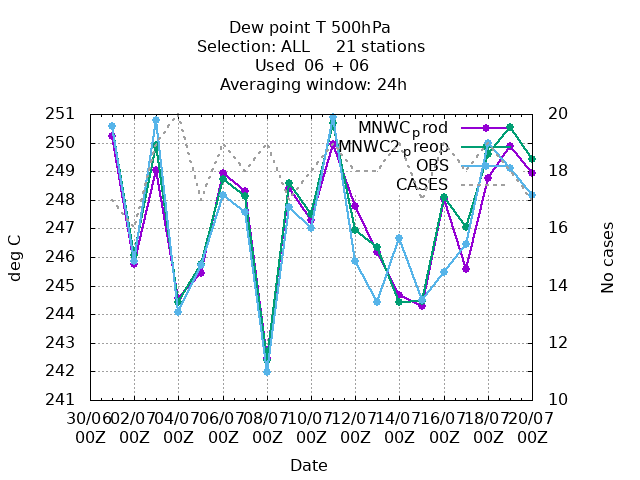 Dew point T 500hPa
Selection: ALL 21 stations
Used 06 + 06
Averaging window: 24h
251 20
250 MNWCprod
MNWC2preop
249 OBS 18
CASES
248
247 16
246
245
244 14
243
242 12
241 10
deg C
No cases
30/06 02/07 04/07 06/07 08/07 10/07 12/07 14/07 16/07 18/07 20/07
00Z 00Z 00Z 00Z 00Z 00Z 00Z 00Z 00Z 00Z 00Z
Date